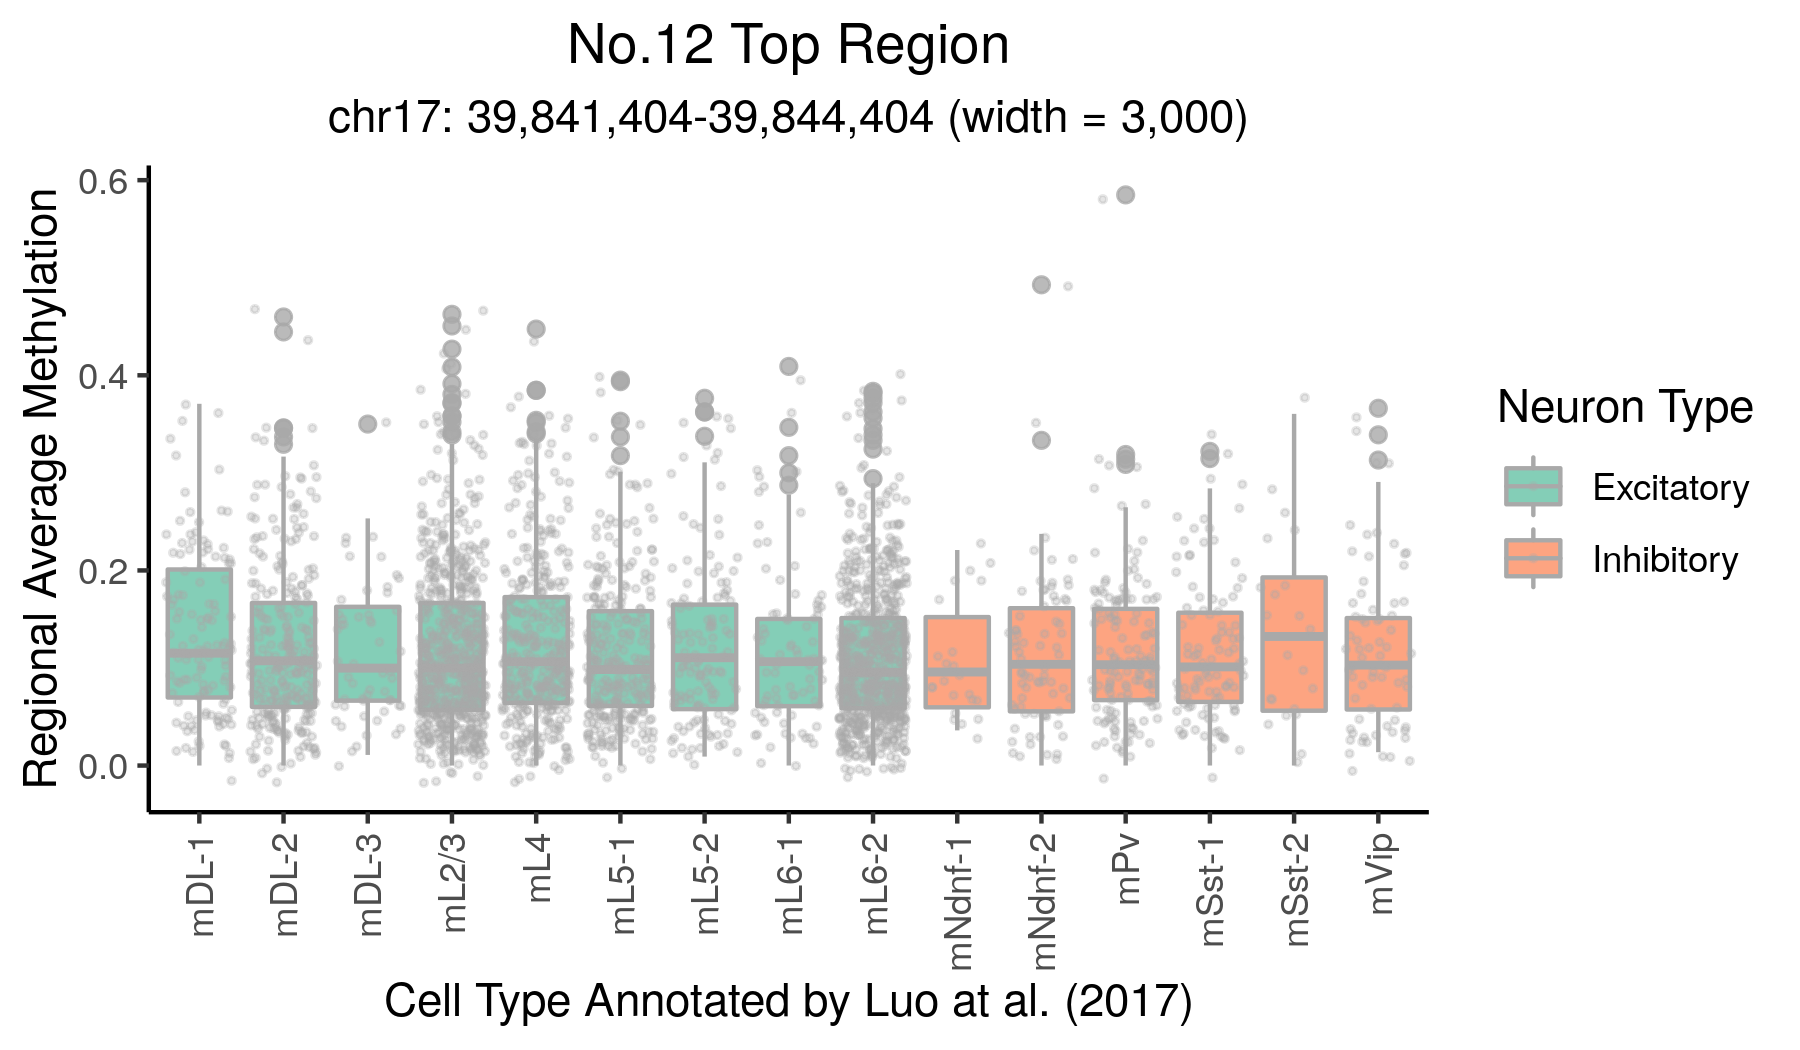 No.12 Top Region
chr17: 39,841,404-39,844,404 (width = 3,000)
Regional Average Methylation
0.6
0.4
0.2
0.0
mDL-1
mDL-2
mDL-3
mL2/3
mL4
mL5-1
mL5-2
mL6-1
mL6-2
mNdnf-1
mNdnf-2
mPv
mSst-1
mSst-2
mVip
Cell Type Annotated by Luo at al. (2017)
Neuron Type
Excitatory
Inhibitory